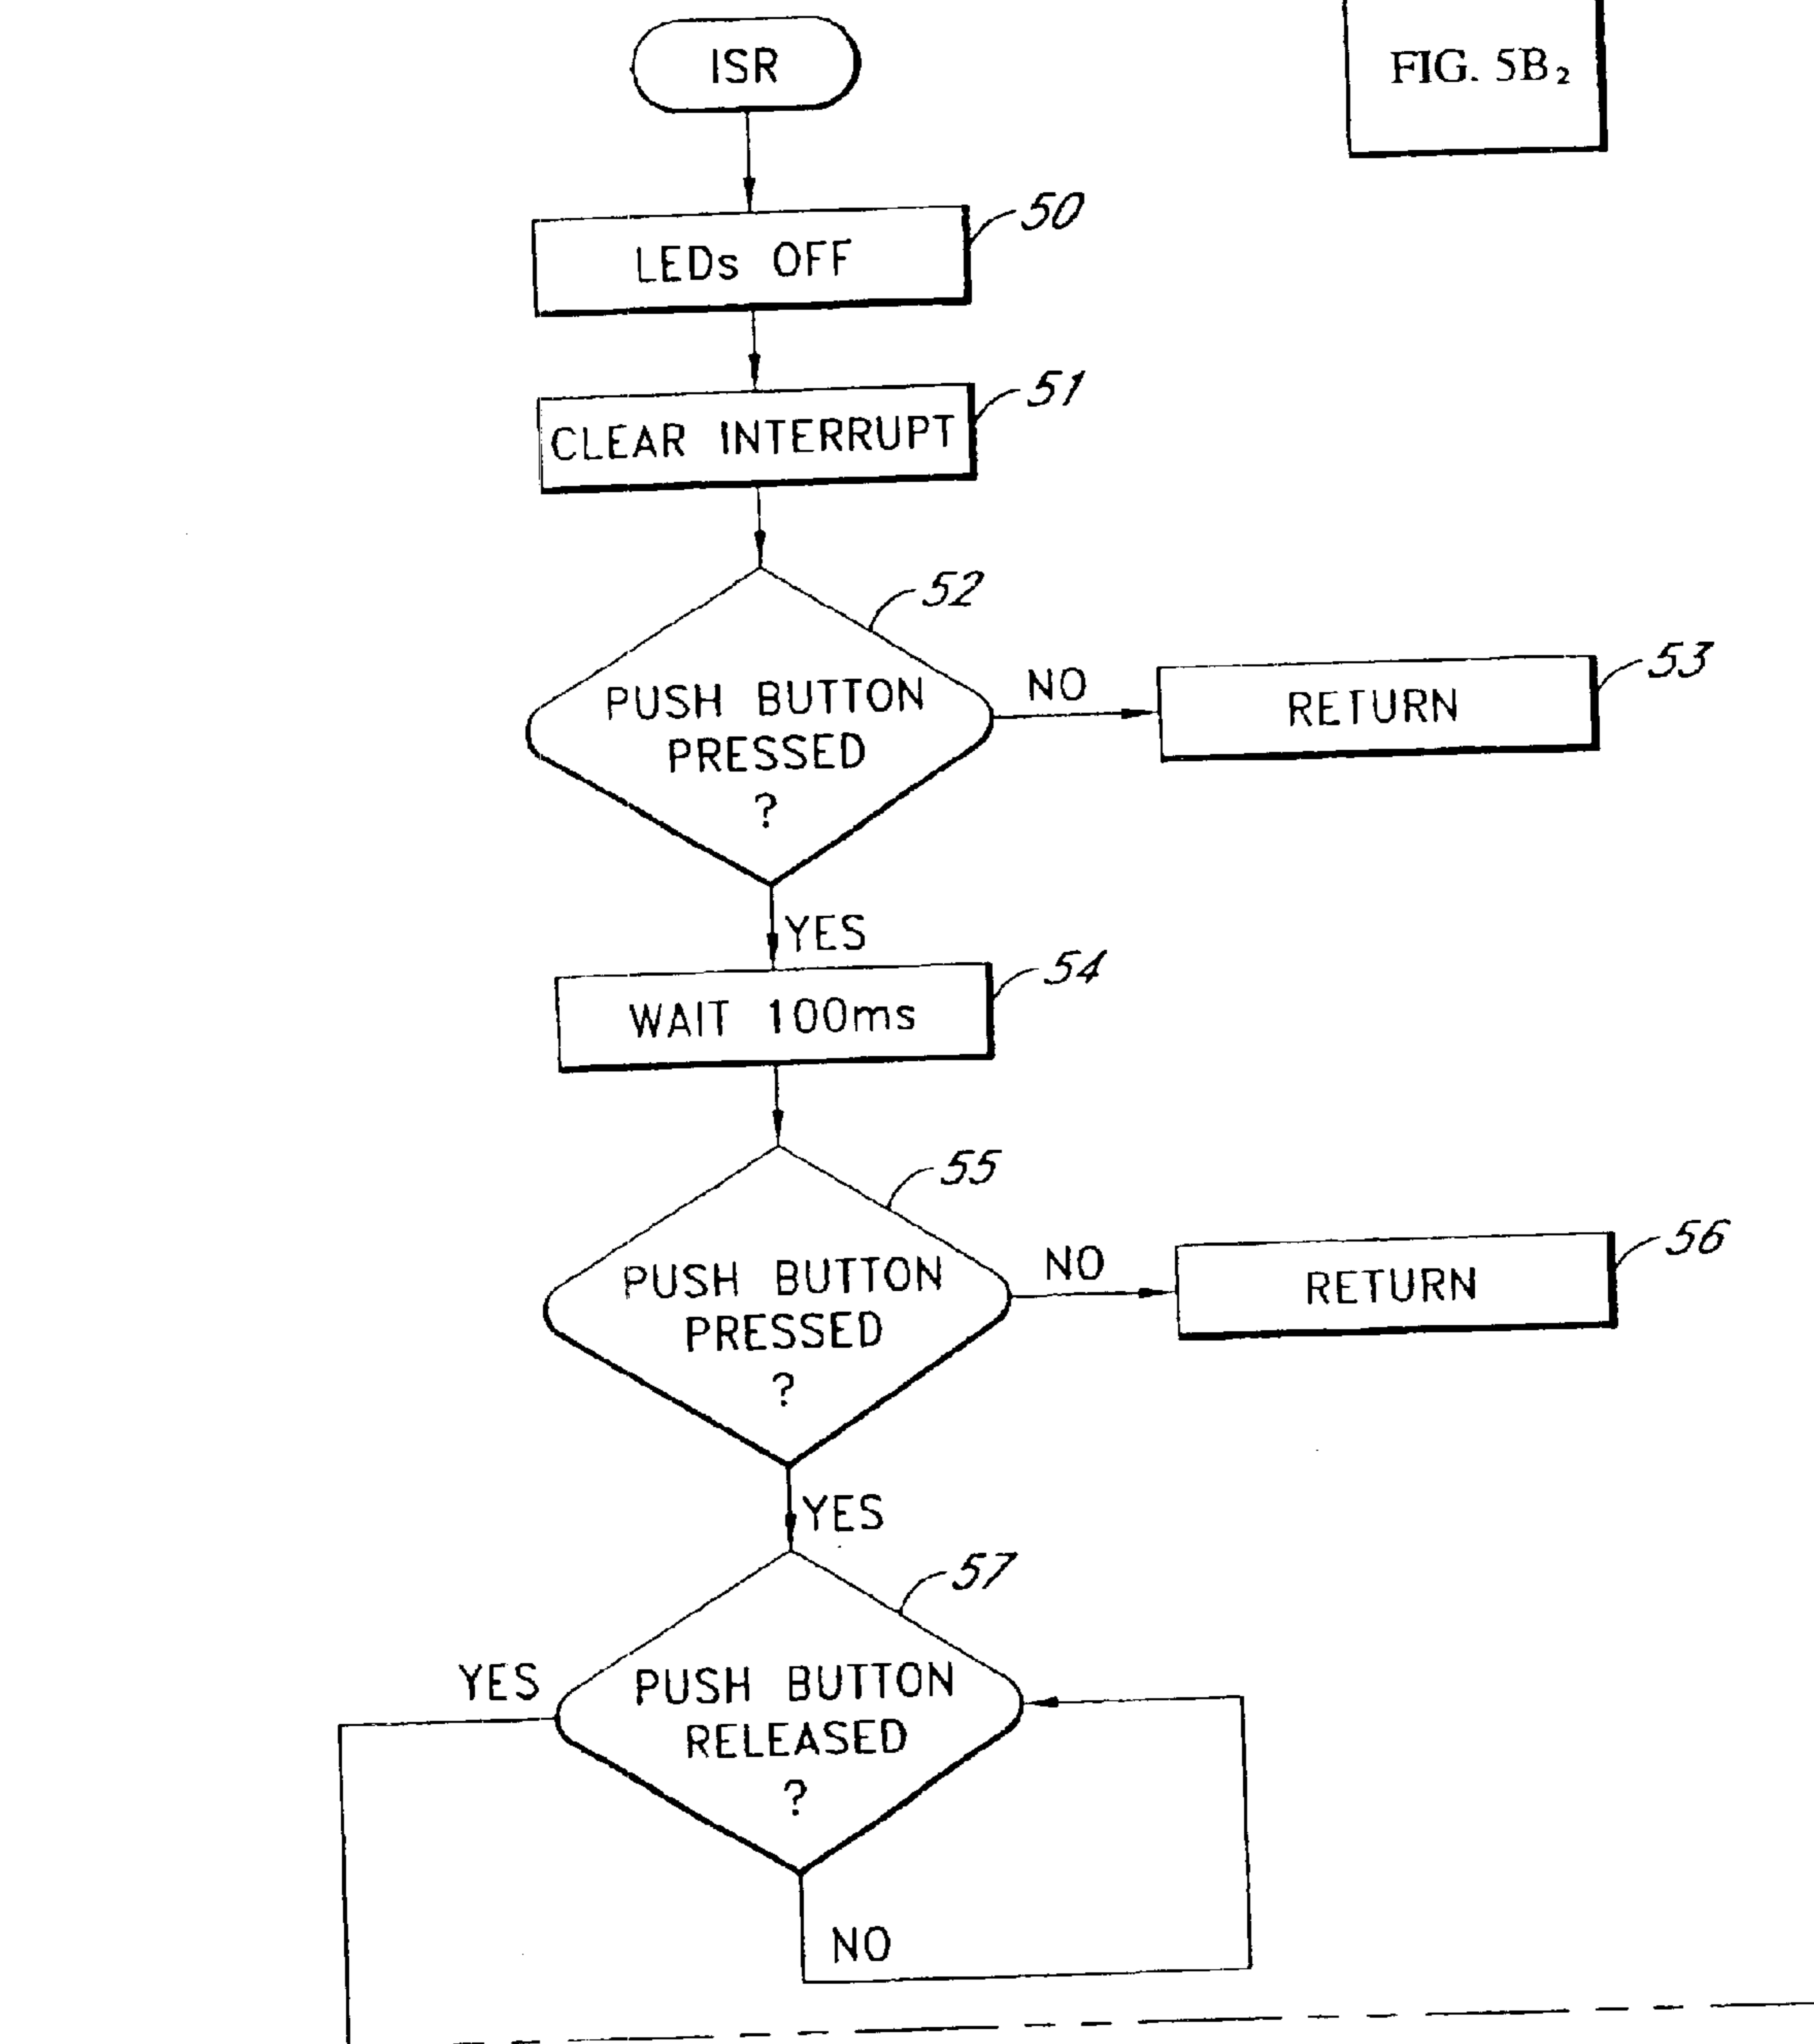 ISR
FIG. 5B₂
50
LEDs OFF
51
CLEAR INTERRUPT
52
PUSH BUTTON
PRESSED
?
NO
53
RETURN
YES
54
WAIT 100ms
55
PUSH BUTTON
PRESSED
?
NO
56
RETURN
YES
57
YES
PUSH BUTTON
RELEASED
?
NO